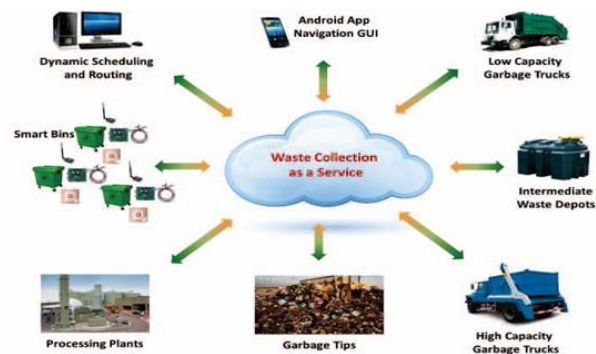 Dynamic Scheduling
and Routing
Android App
Navigation GUI
Low Capacity
Garbage Trucks
Smart Bins
Waste Collection
as a Service
Intermediate
Waste Depots
Processing Plants
Garbage Tips
High Capacity
Garbage Trucks